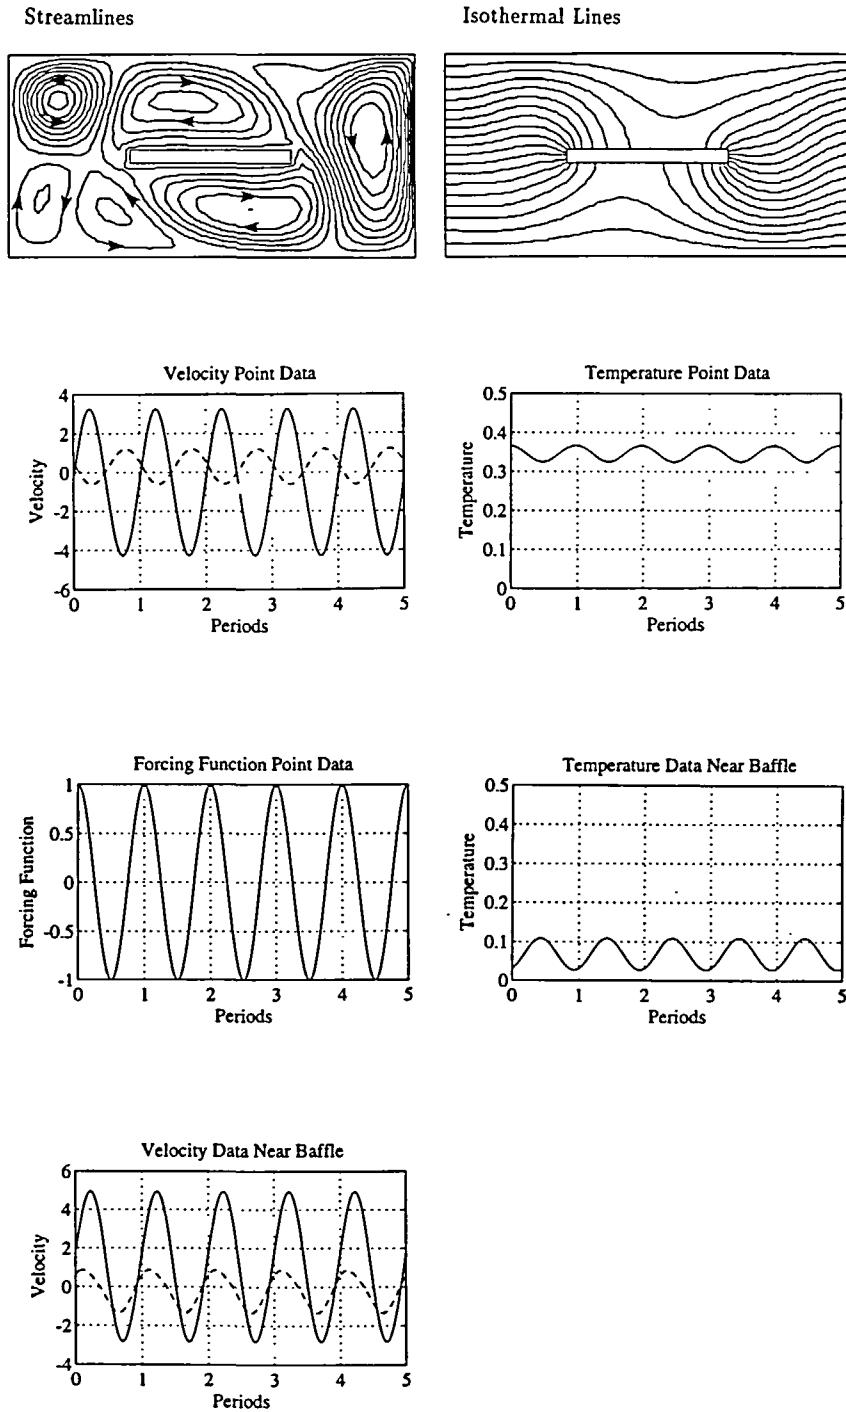 Streamlines
Isothermal Lines
Velocity Point Data
4
2
0
-2
-4
-6
Velocity
0 1 2 3 4 5
Periods
Temperature Point Data
0.5
0.4
0.3
0.2
0.1
0
Temperature
0 1 2 3 4 5
Periods
Forcing Function Point Data
1
0.5
0
-0.5
-1
Forcing Function
0 1 2 3 4 5
Periods
Temperature Data Near Baffle
0.5
0.4
0.3
0.2
0.1
0
Temperature
0 1 2 3 4 5
Periods
Velocity Data Near Baffle
6
4
2
0
-2
-4
Velocity
0 1 2 3 4 5
Periods